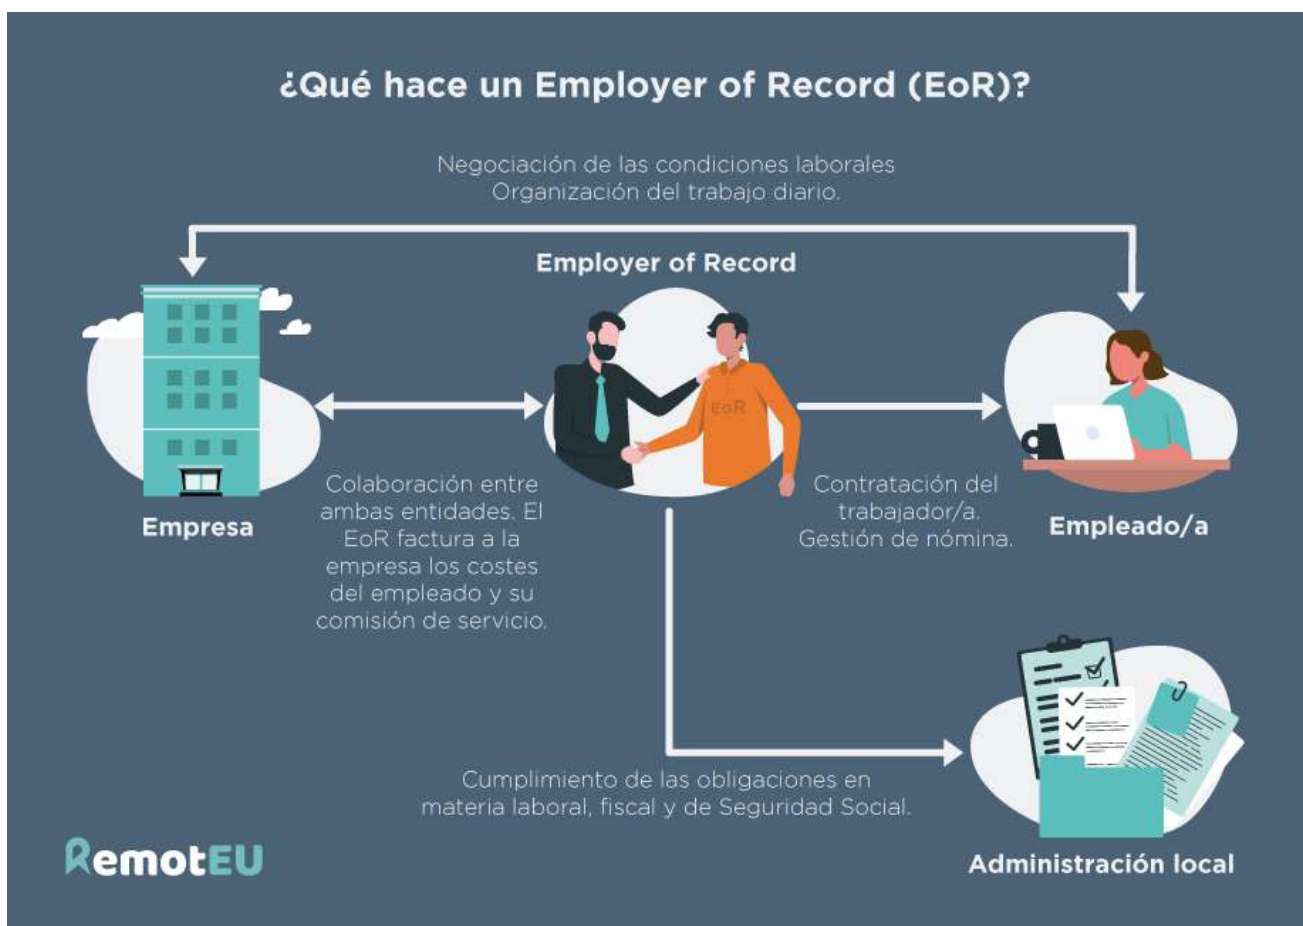 ¿Qué hace un Employer of Record (EoR)?
Negociación de las condiciones laborales
Organización del trabajo diario.
Employer of Record
EoR
Colaboración entre
ambas entidades. El
EoR factura a la
empresa los costes
del empleado y su
comisión de servicio.
Contratación del
trabajador/a.
Gestión de nómina.
Empresa
Empleado/a
Cumplimiento de las obligaciones en
materia laboral, fiscal y de Seguridad Social.
Administración local
RemotEU